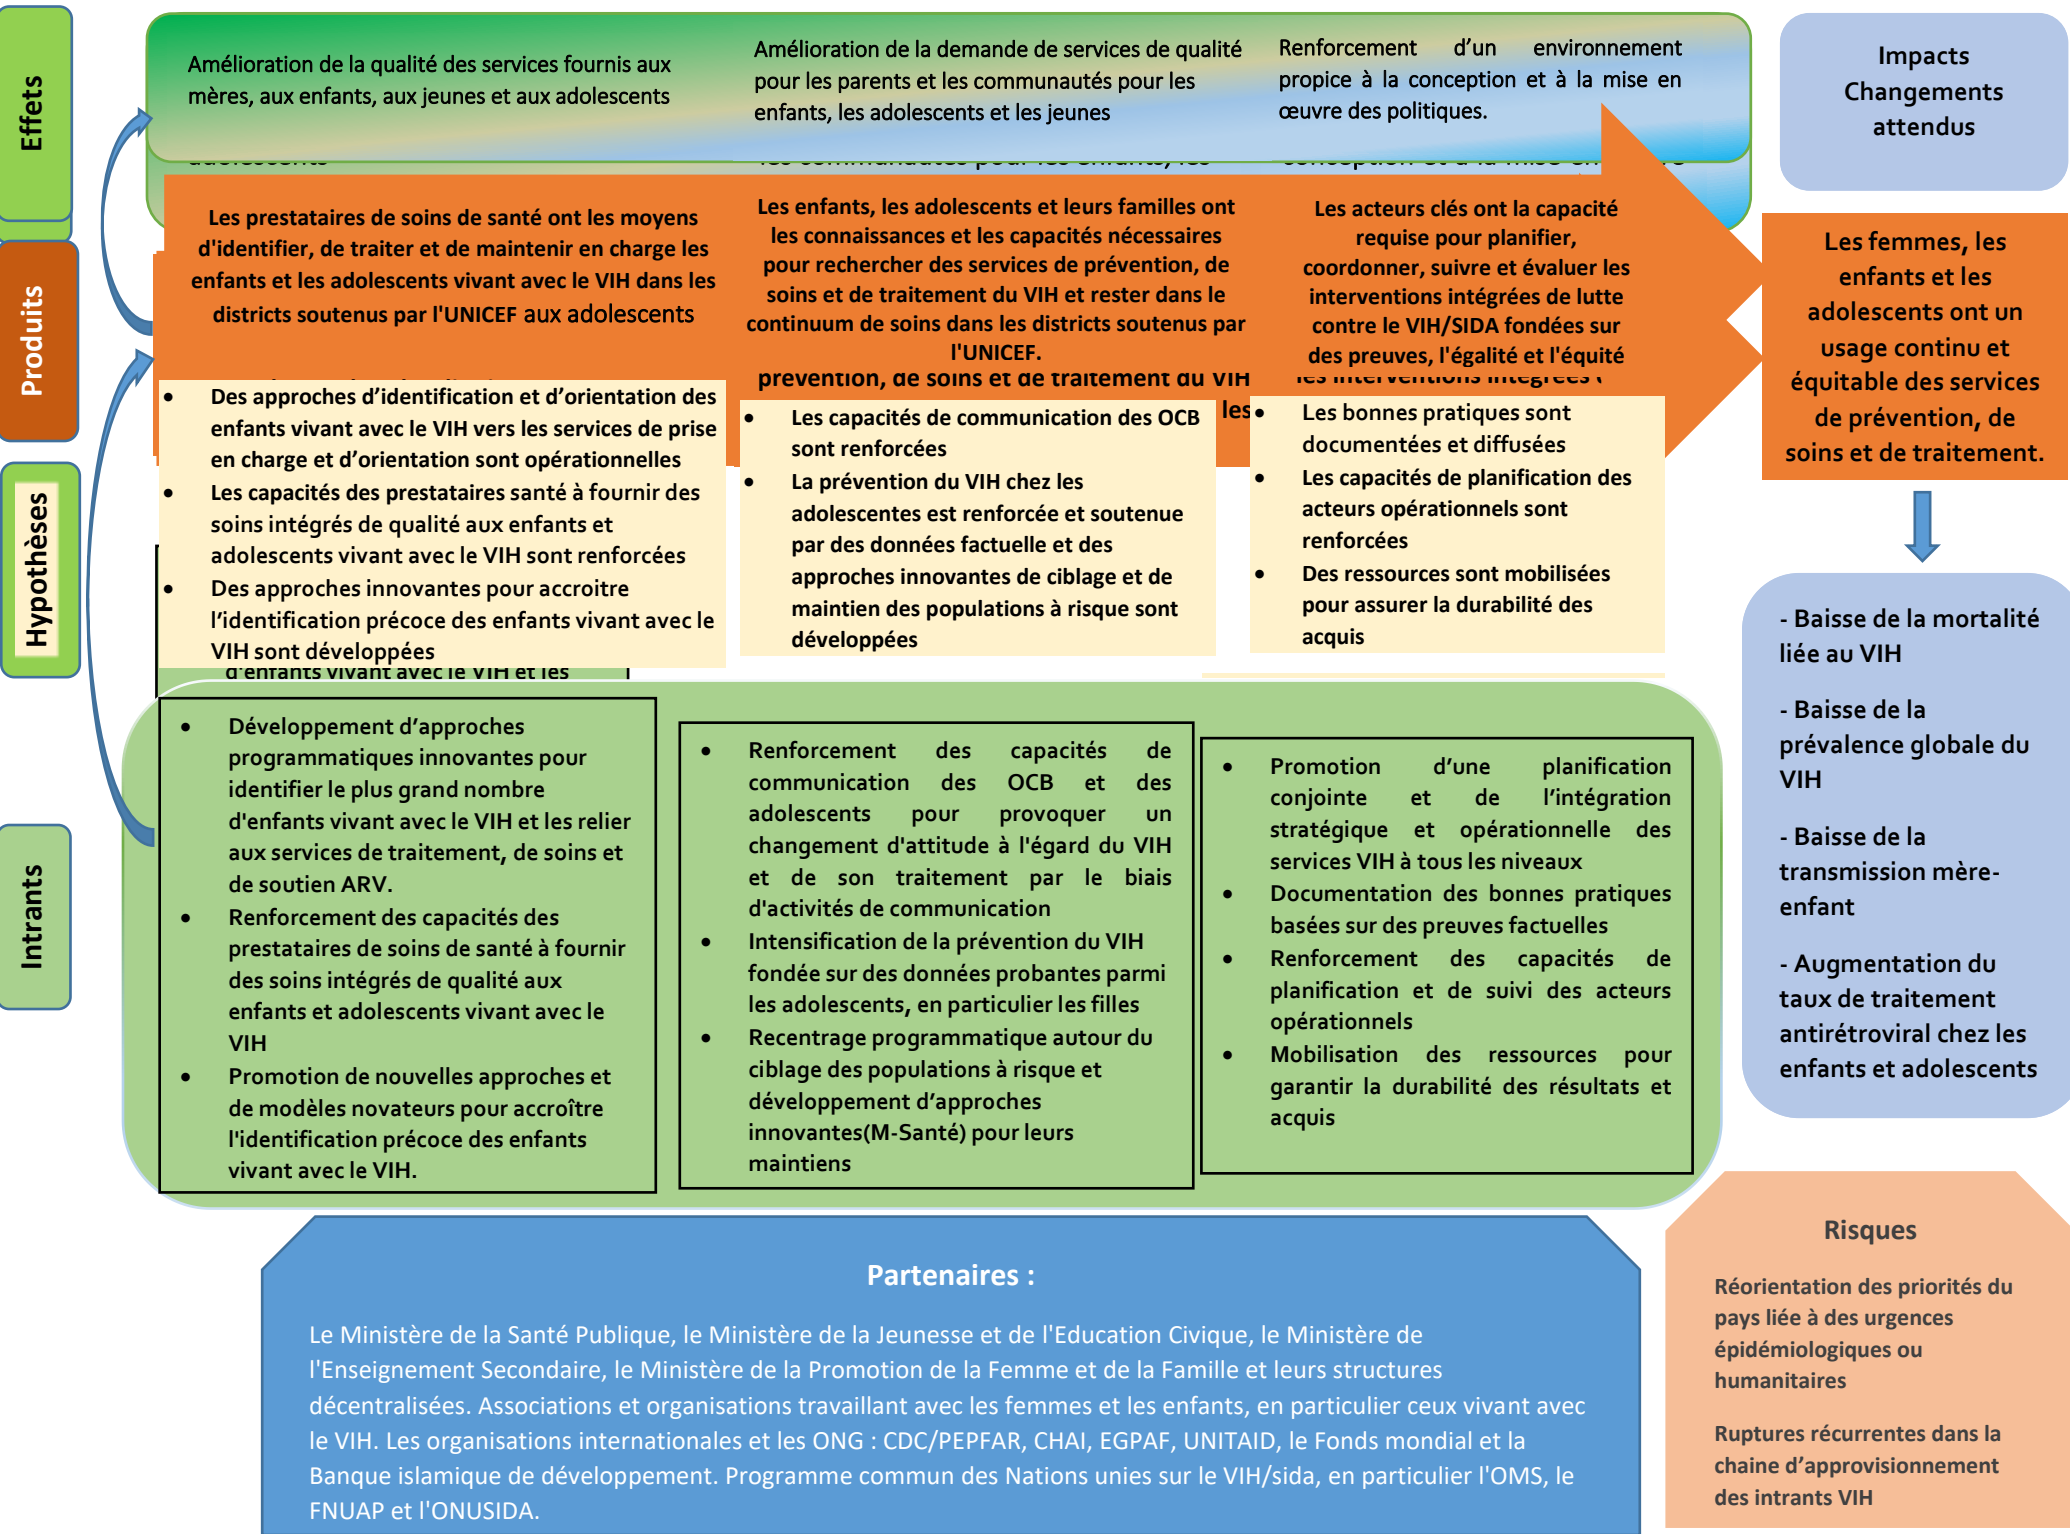 Effets
Amélioration de la qualité des services fournis aux
mères, aux enfants, aux jeunes et aux adolescents
adolescents
Amélioration de la demande de services de qualité
pour les parents et les communautés pour les
enfants, les adolescents et les jeunes
les communautés pour les enfants, les
Renforcement d’un environnement
propice à la conception et à la mise en
œuvre des politiques.
conception et à la mise en
Impacts
Changements
attendus
Produits
Les prestataires de soins de santé ont les moyens
d'identifier, de traiter et de maintenir en charge les
enfants et les adolescents vivant avec le VIH dans les
districts soutenus par l'UNICEF aux adolescents
Les enfants, les adolescents et leurs familles ont
les connaissances et les capacités nécessaires
pour rechercher des services de prévention, de
soins et de traitement du VIH et rester dans le
continuum de soins dans les districts soutenus par
l'UNICEF.
prévention, de soins et de traitement du VIH
les
Les acteurs clés ont la capacité
requise pour planifier,
coordonner, suivre et évaluer les
interventions intégrées de lutte
contre le VIH/SIDA fondées sur
des preuves, l'égalité et l'équité
les interventions intégrées (
Les femmes, les
enfants et les
adolescents ont un
usage continu et
équitable des services
de prévention, de
soins et de traitement.
Hypothèses
• Des approches d’identification et d’orientation des
enfants vivant avec le VIH vers les services de prise
en charge et d’orientation sont opérationnelles
• Les capacités des prestataires santé à fournir des
soins intégrés de qualité aux enfants et
adolescents vivant avec le VIH sont renforcées
• Des approches innovantes pour accroitre
l’identification précoce des enfants vivant avec le
VIH sont développées
d'enfants vivant avec le VIH et les
• Les capacités de communication des OCB
sont renforcées
• La prévention du VIH chez les
adolescentes est renforcée et soutenue
par des données factuelle et des
approches innovantes de ciblage et de
maintien des populations à risque sont
développées
• Les bonnes pratiques sont
documentées et diffusées
• Les capacités de planification des
acteurs opérationnels sont
renforcées
• Des ressources sont mobilisées
pour assurer la durabilité des
acquis
- Baisse de la mortalité
liée au VIH
- Baisse de la
prévalence globale du
VIH
- Baisse de la
transmission mère-
enfant
- Augmentation du
taux de traitement
antirétroviral chez les
enfants et adolescents
Intrants
• Développement d’approches
programmatiques innovantes pour
identifier le plus grand nombre
d'enfants vivant avec le VIH et les relier
aux services de traitement, de soins et
de soutien ARV.
• Renforcement des capacités des
prestataires de soins de santé à fournir
des soins intégrés de qualité aux
enfants et adolescents vivant avec le
VIH
• Promotion de nouvelles approches et
de modèles novateurs pour accroître
l'identification précoce des enfants
vivant avec le VIH.
• Renforcement des capacités de
communication des OCB et des
adolescents pour provoquer un
changement d'attitude à l'égard du VIH
et de son traitement par le biais
d'activités de communication
• Intensification de la prévention du VIH
fondée sur des données probantes parmi
les adolescents, en particulier les filles
• Recentrage programmatique autour du
ciblage des populations à risque et
développement d’approches
innovantes(M-Santé) pour leurs
maintiens
• Promotion d’une planification
conjointe et de l’intégration
stratégique et opérationnelle des
services VIH à tous les niveaux
• Documentation des bonnes pratiques
basées sur des preuves factuelles
• Renforcement des capacités de
planification et de suivi des acteurs
opérationnels
• Mobilisation des ressources pour
garantir la durabilité des résultats et
acquis
Partenaires :
Le Ministère de la Santé Publique, le Ministère de la Jeunesse et de l'Education Civique, le Ministère de
l'Enseignement Secondaire, le Ministère de la Promotion de la Femme et de la Famille et leurs structures
décentralisées. Associations et organisations travaillant avec les femmes et les enfants, en particulier ceux vivant avec
le VIH. Les organisations internationales et les ONG : CDC/PEPFAR, CHAI, EGPAF, UNITAID, le Fonds mondial et la
Banque islamique de développement. Programme commun des Nations unies sur le VIH/sida, en particulier l'OMS, le
FNUAP et l'ONUSIDA.
Risques
Réorientation des priorités du
pays liée à des urgences
épidémiologiques ou
humanitaires
Ruptures récurrentes dans la
chaine d’approvisionnement
des intrants VIH